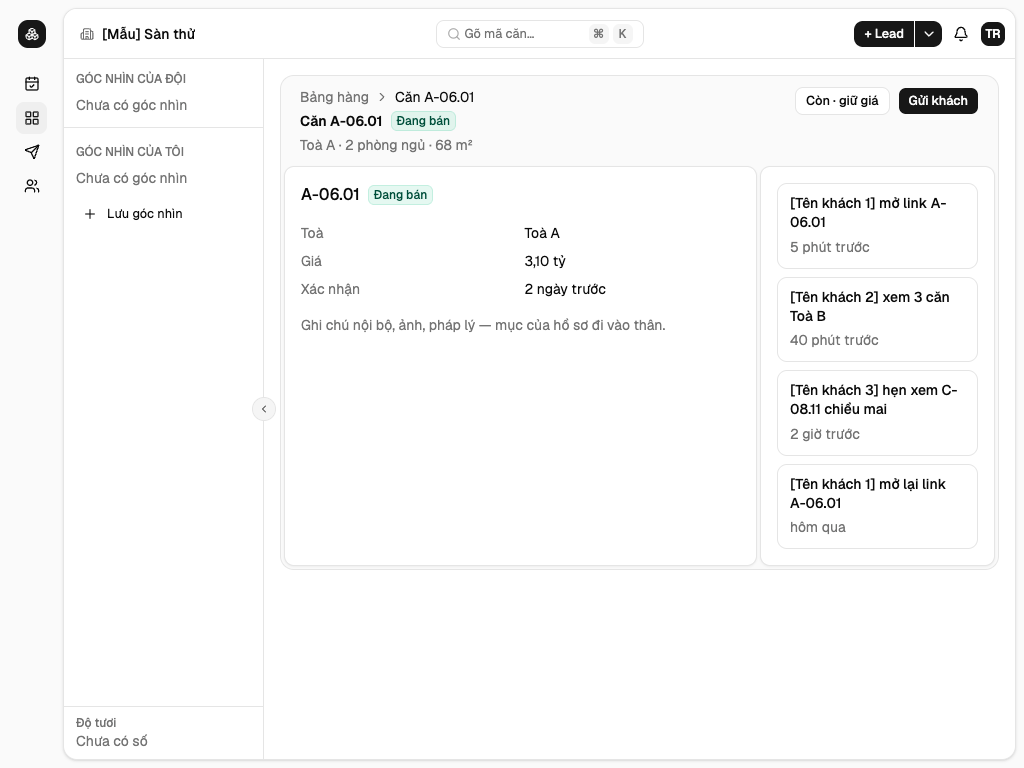 [Mẫu] Sàn thử
Gõ mã căn…
⌘ K
+ Lead
TR
GÓC NHÌN CỦA ĐỘI
Chưa có góc nhìn
GÓC NHÌN CỦA TÔI
Chưa có góc nhìn
Lưu góc nhìn
Độ tươi
Chưa có số
Bảng hàng > Căn A-06.01
Căn A-06.01 Đang bán
Toà A · 2 phòng ngủ · 68 m²
Còn · giữ giá
Gửi khách
A-06.01 Đang bán
Toà Toà A
Giá 3,10 tỷ
Xác nhận 2 ngày trước
Ghi chú nội bộ, ảnh, pháp lý — mục của hồ sơ đi vào thân.
[Tên khách 1] mở link A-
06.01
5 phút trước
[Tên khách 2] xem 3 căn
Toà B
40 phút trước
[Tên khách 3] hẹn xem C-
08.11 chiều mai
2 giờ trước
[Tên khách 1] mở lại link
A-06.01
hôm qua